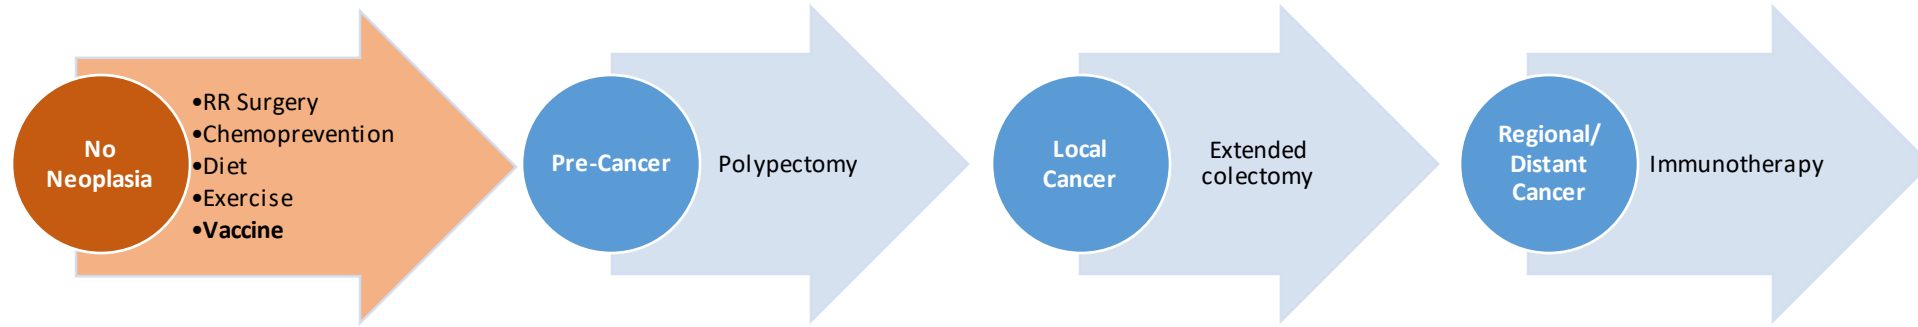 No
Neoplasia
•RR Surgery
•Chemoprevention
•Diet
•Exercise
•Vaccine
Pre-Cancer
Polypectomy
Local
Cancer
Extended
colectomy
Regional/
Distant
Cancer
Immunotherapy